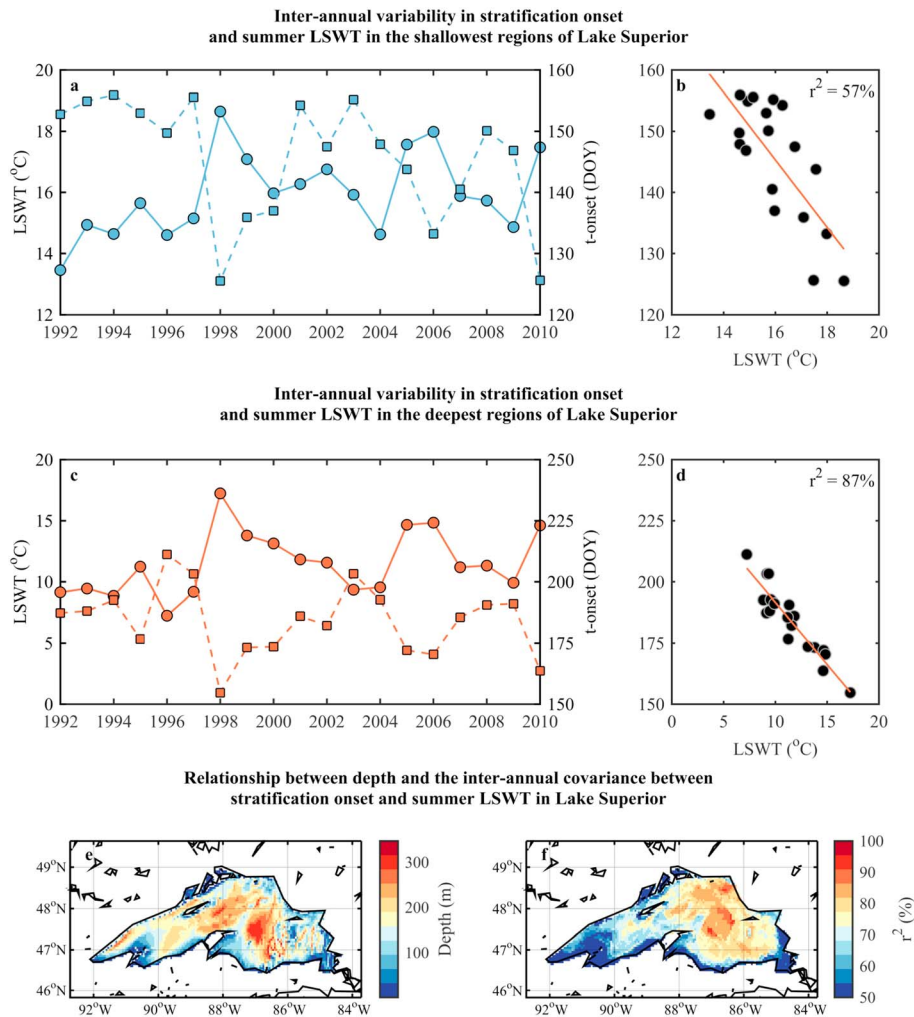 Inter-annual variability in stratification onset
and summer LSWT in the shallowest regions of Lake Superior
a
LSWT (°C)
20
18
16
14
12
160
150
140
130
120
t-onset (DOY)
1992 1994 1996 1998 2000 2002 2004 2006 2008 2010
b
r² = 57%
160
150
140
130
120
12 14 16 18 20
LSWT (°C)
Inter-annual variability in stratification onset
and summer LSWT in the deepest regions of Lake Superior
c
LSWT (°C)
20
15
10
5
0
250
225
200
175
150
t-onset (DOY)
1992 1994 1996 1998 2000 2002 2004 2006 2008 2010
d
r² = 87%
250
225
200
175
150
0 5 10 15 20
LSWT (°C)
Relationship between depth and the inter-annual covariance between
stratification onset and summer LSWT in Lake Superior
e
49°N
48°N
47°N
46°N
92°W 90°W 88°W 86°W 84°W
300
200
100
Depth (m)
f
49°N
48°N
47°N
46°N
92°W 90°W 88°W 86°W 84°W
100
90
80
70
60
50
r² (%)